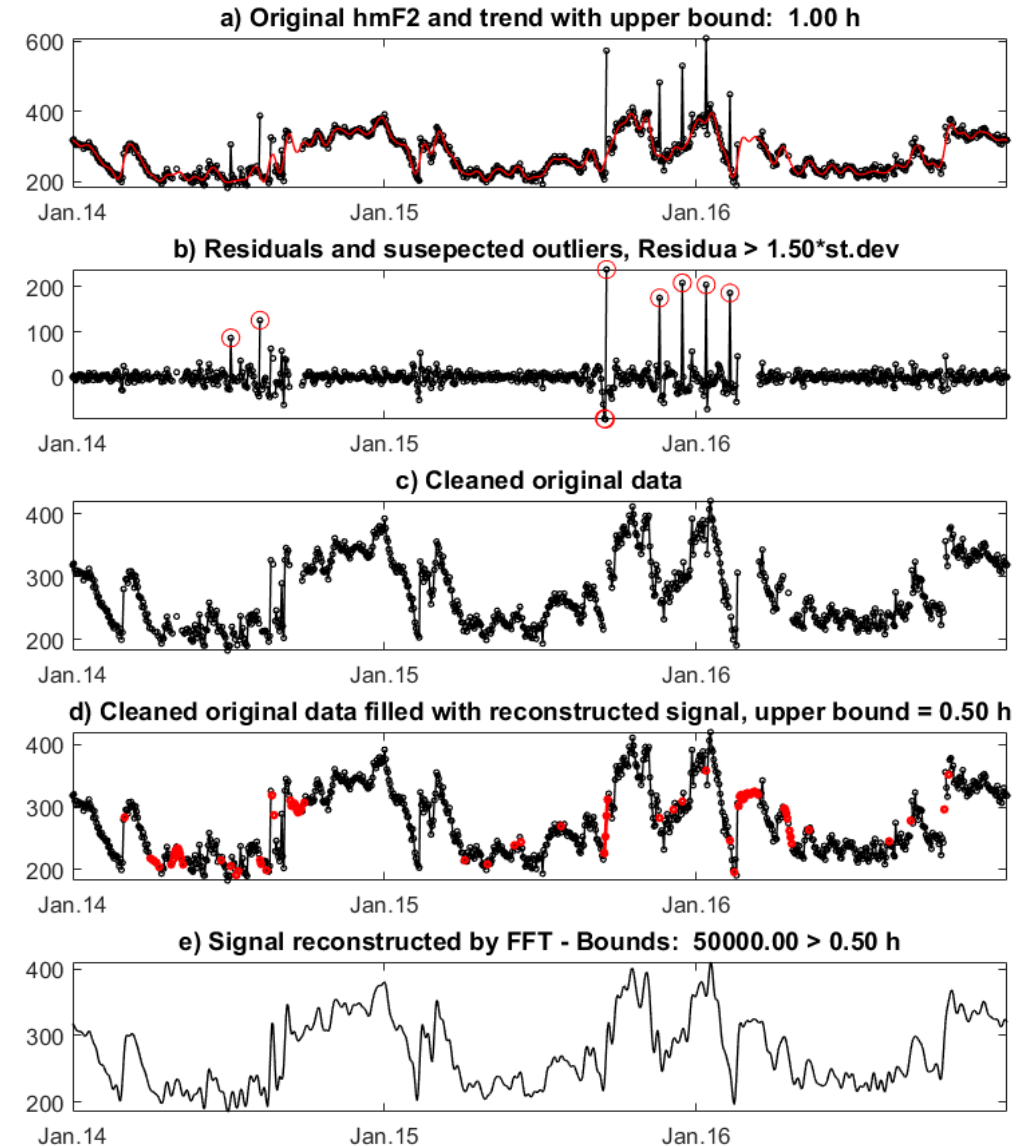 a) Original hmF2 and trend with upper bound:  1.00 h
600
400
200
Jan.14 Jan.15 Jan.16
b) Residuals and susepected outliers, Residua > 1.50*st.dev
200
100
0
Jan.14 Jan.15 Jan.16
c) Cleaned original data
400
300
200
Jan.14 Jan.15 Jan.16
d) Cleaned original data filled with reconstructed signal, upper bound = 0.50 h
400
300
200
Jan.14 Jan.15 Jan.16
e) Signal reconstructed by FFT - Bounds:  50000.00 > 0.50 h
400
300
200
Jan.14 Jan.15 Jan.16